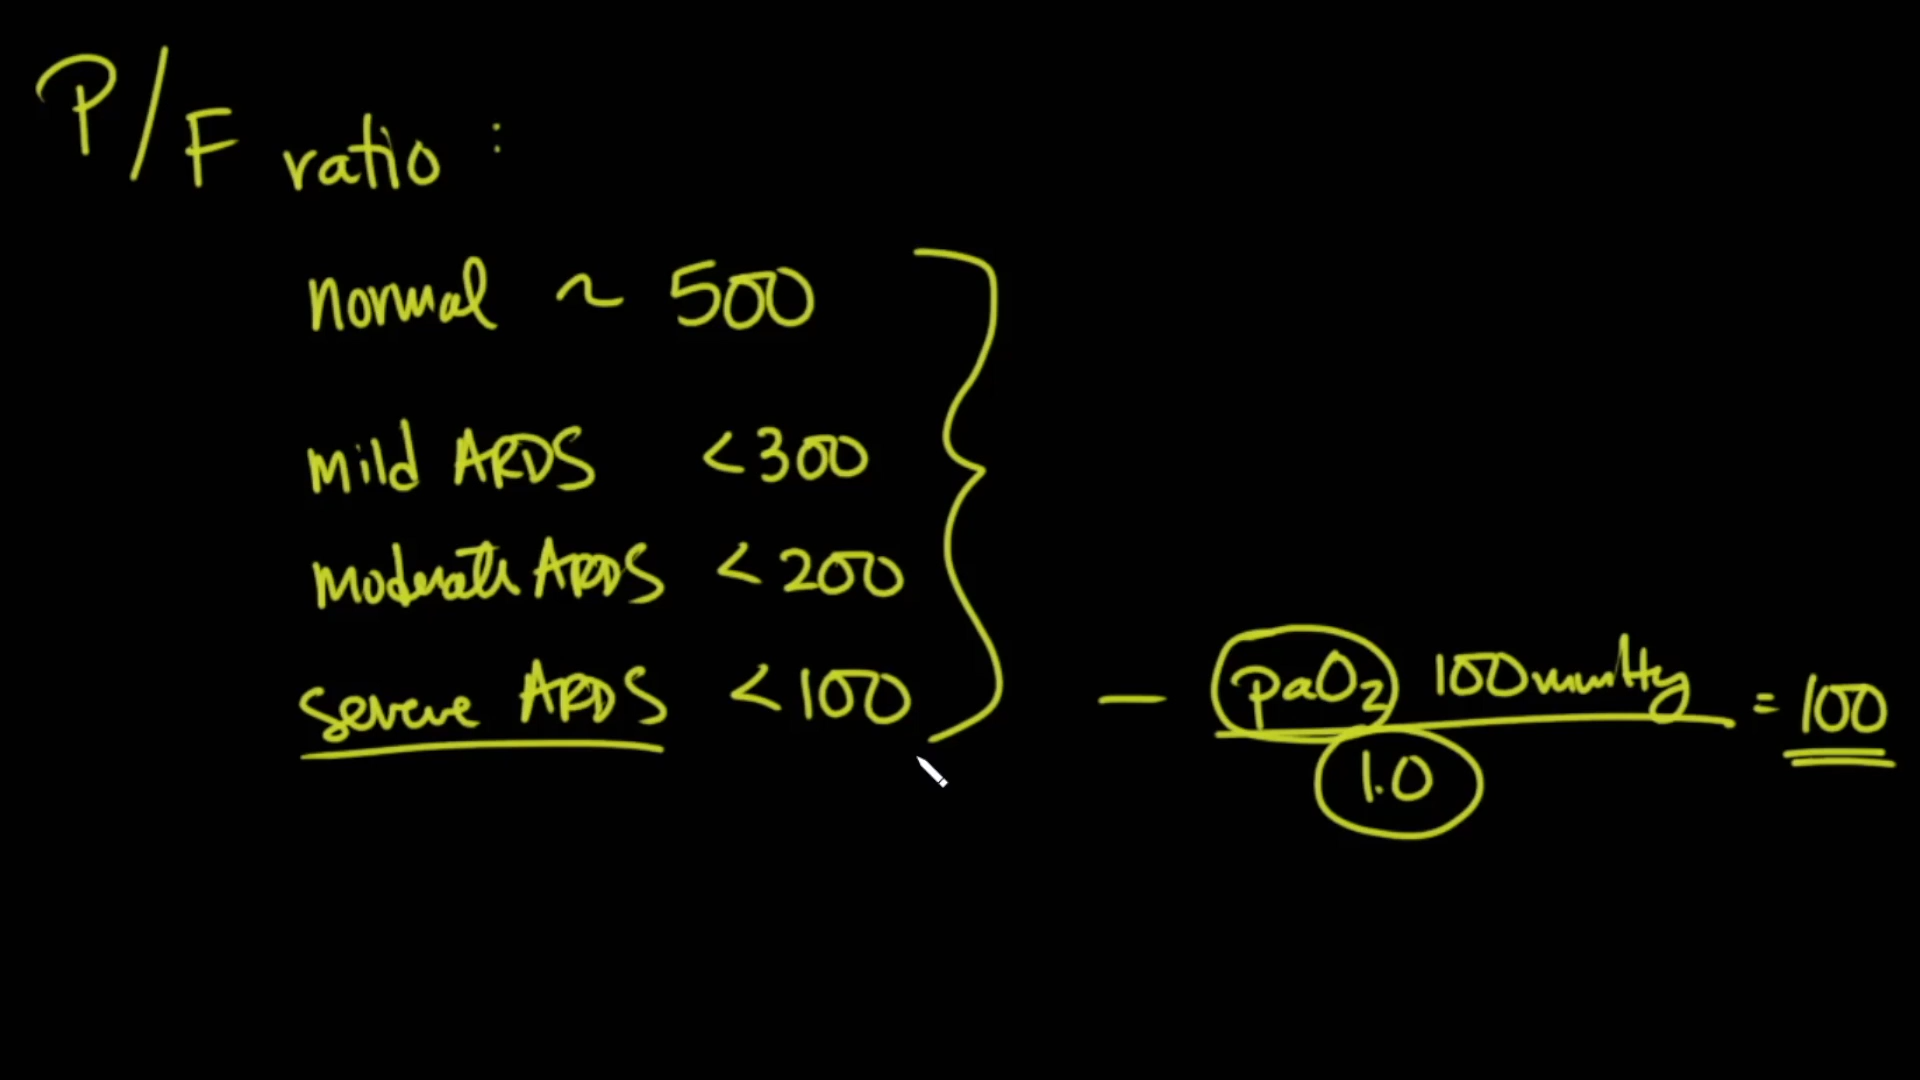 P/F ratio :
normal ~ 500
mild ARDS < 300
moderate ARDS < 200
severe ARDS < 100
- paO2 100mmHg = 100
1.0